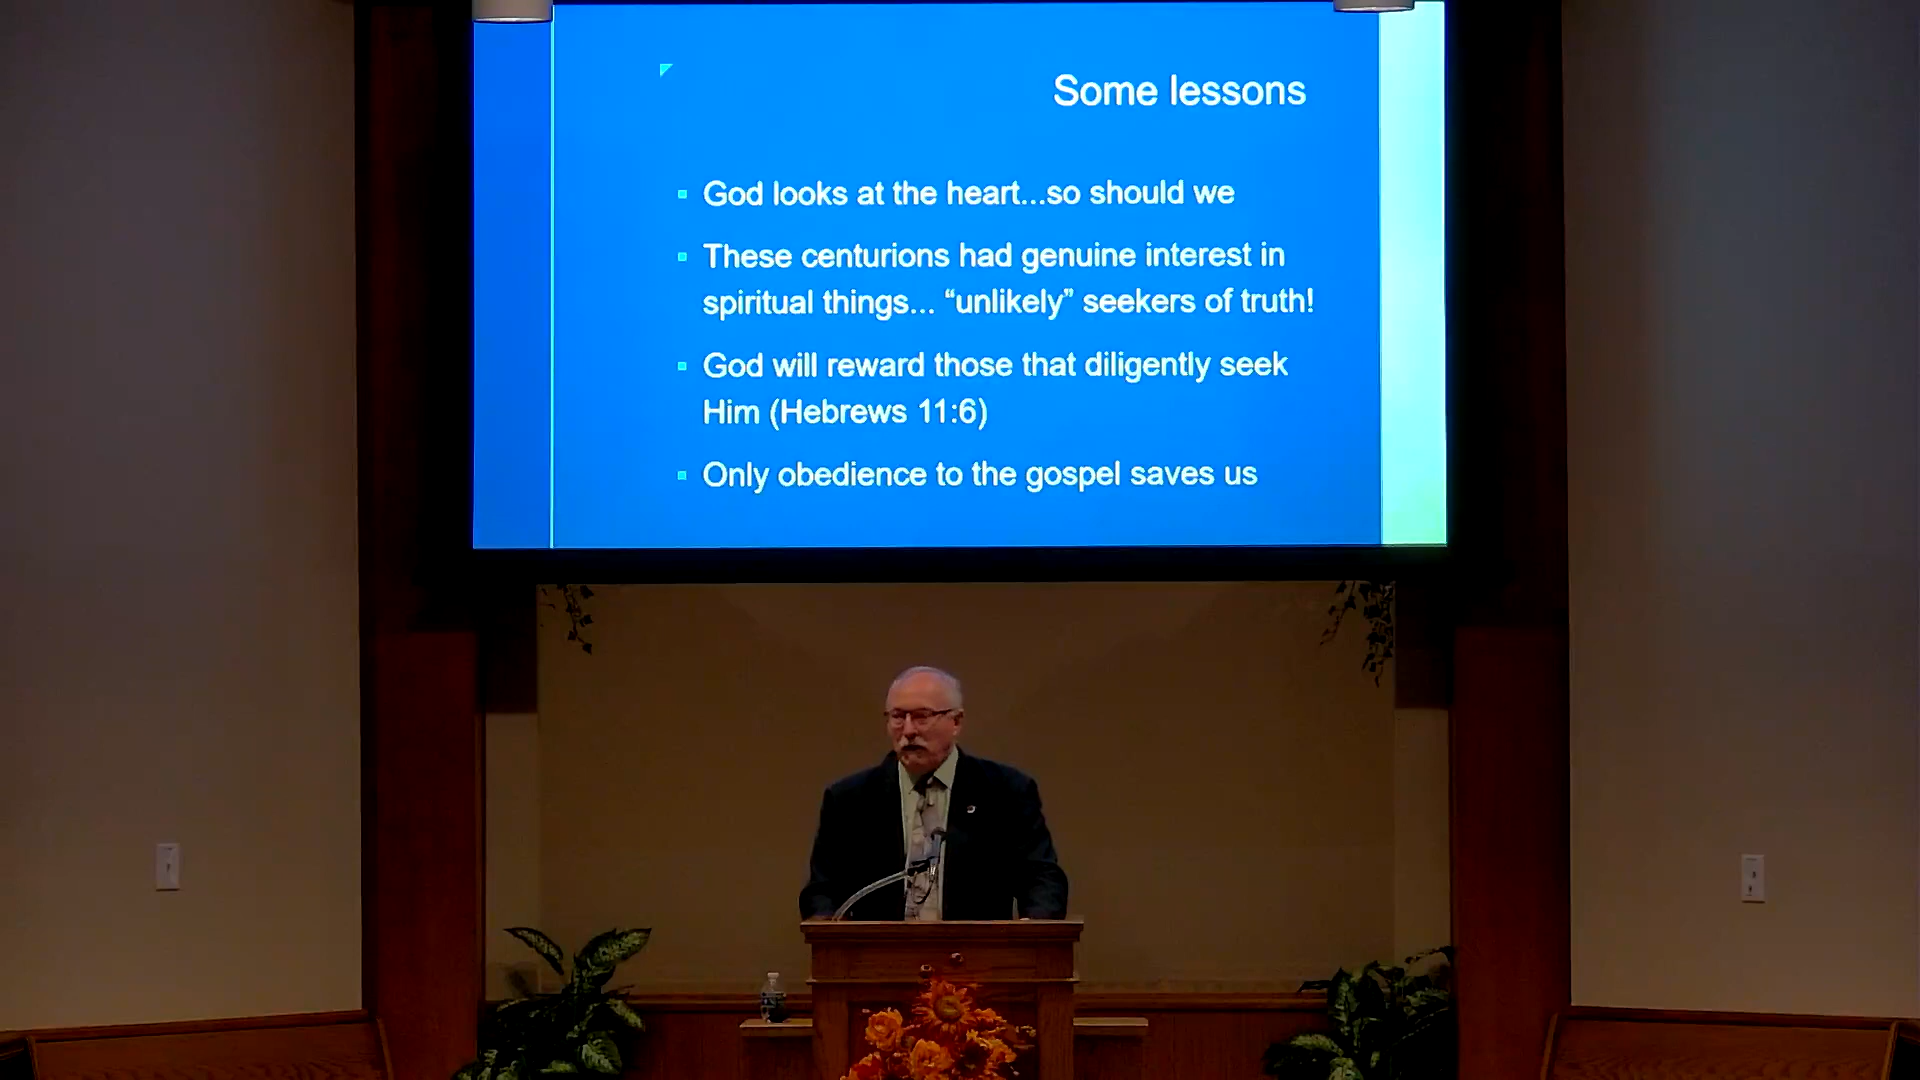 Some lessons
God looks at the heart...so should we
These centurions had genuine interest in
spiritual things... “unlikely” seekers of truth!
God will reward those that diligently seek
Him (Hebrews 11:6)
Only obedience to the gospel saves us